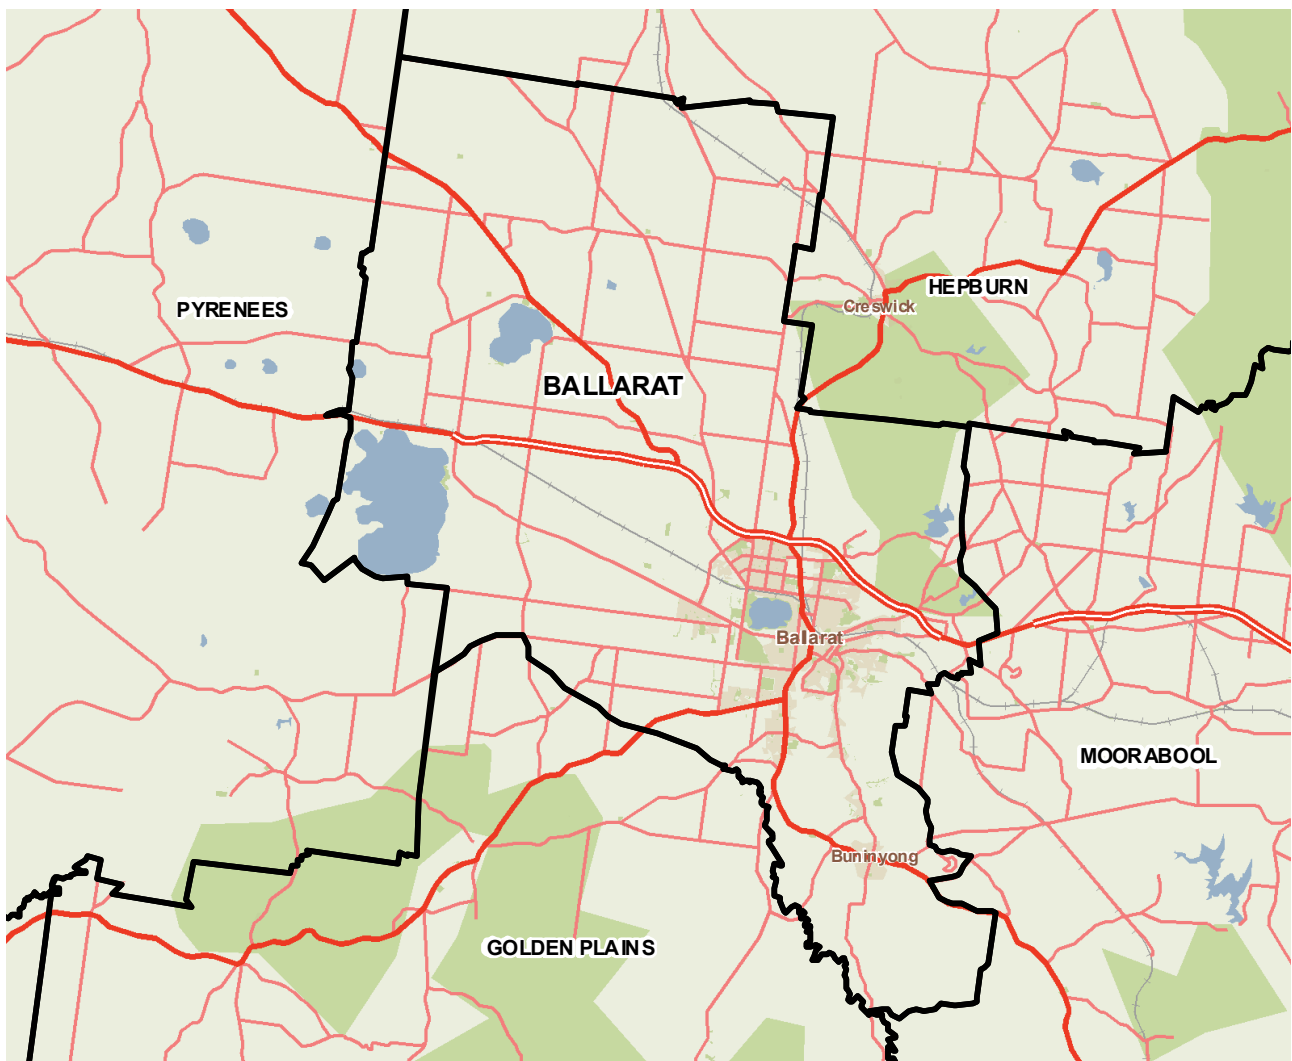 HEPBURN
Creswick
PYRENEES
BALLARAT
Ballarat
MOORABOOL
Buninyong
GOLDEN PLAINS